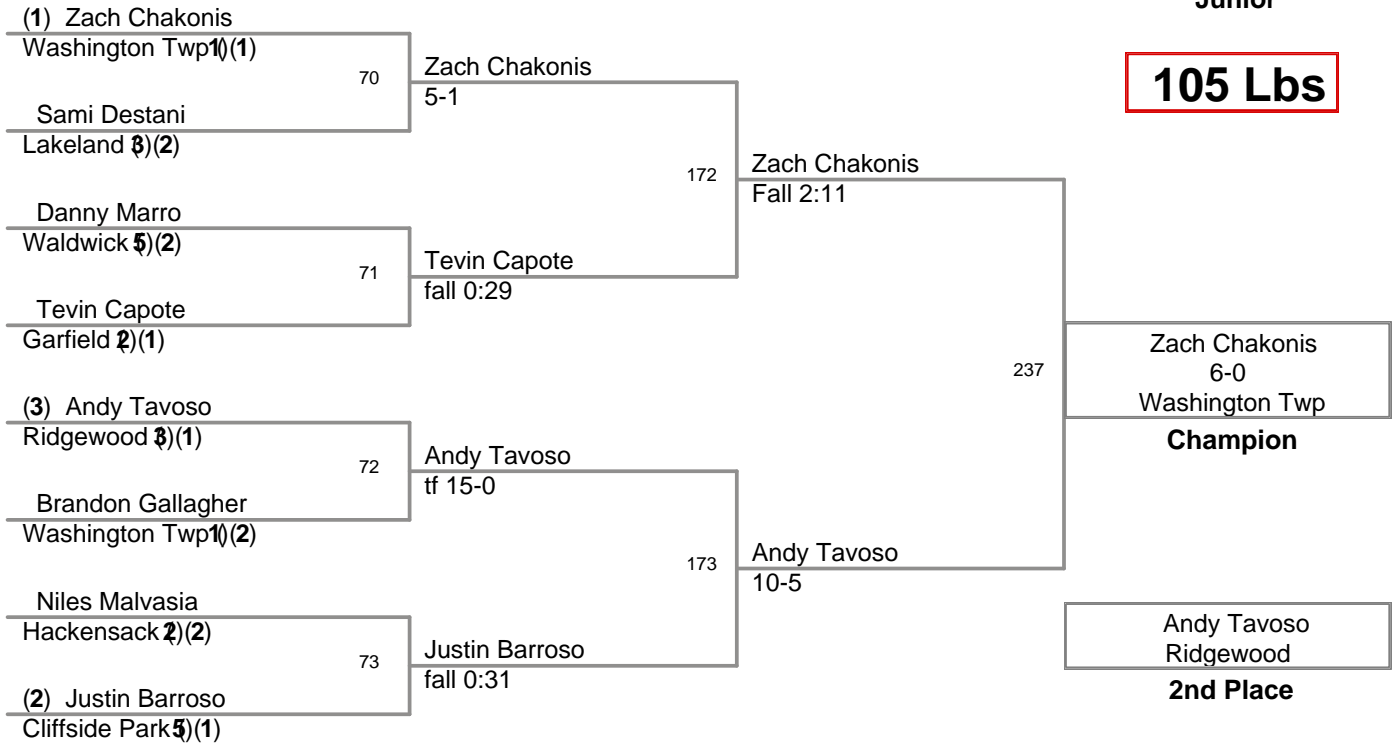 Junior
105 Lbs
(1) Zach Chakonis
Washington Twp 1)(1)
70
Sami Destani
Lakeland (3)(2)
Zach Chakonis
5-1
Danny Marro
Waldwick (5)(2)
71
Tevin Capote
Garfield (2)(1)
Tevin Capote
fall 0:29
172
Zach Chakonis
Fall 2:11
(3) Andy Tavoso
Ridgewood (3)(1)
72
Brandon Gallagher
Washington Twp 1)(2)
Andy Tavoso
tf 15-0
Niles Malvasia
Hackensack (2)(2)
73
(2) Justin Barroso
Cliffside Park (5)(1)
Justin Barroso
fall 0:31
173
Andy Tavoso
10-5
237
Zach Chakonis
6-0
Washington Twp
Champion
Andy Tavoso
Ridgewood
2nd Place